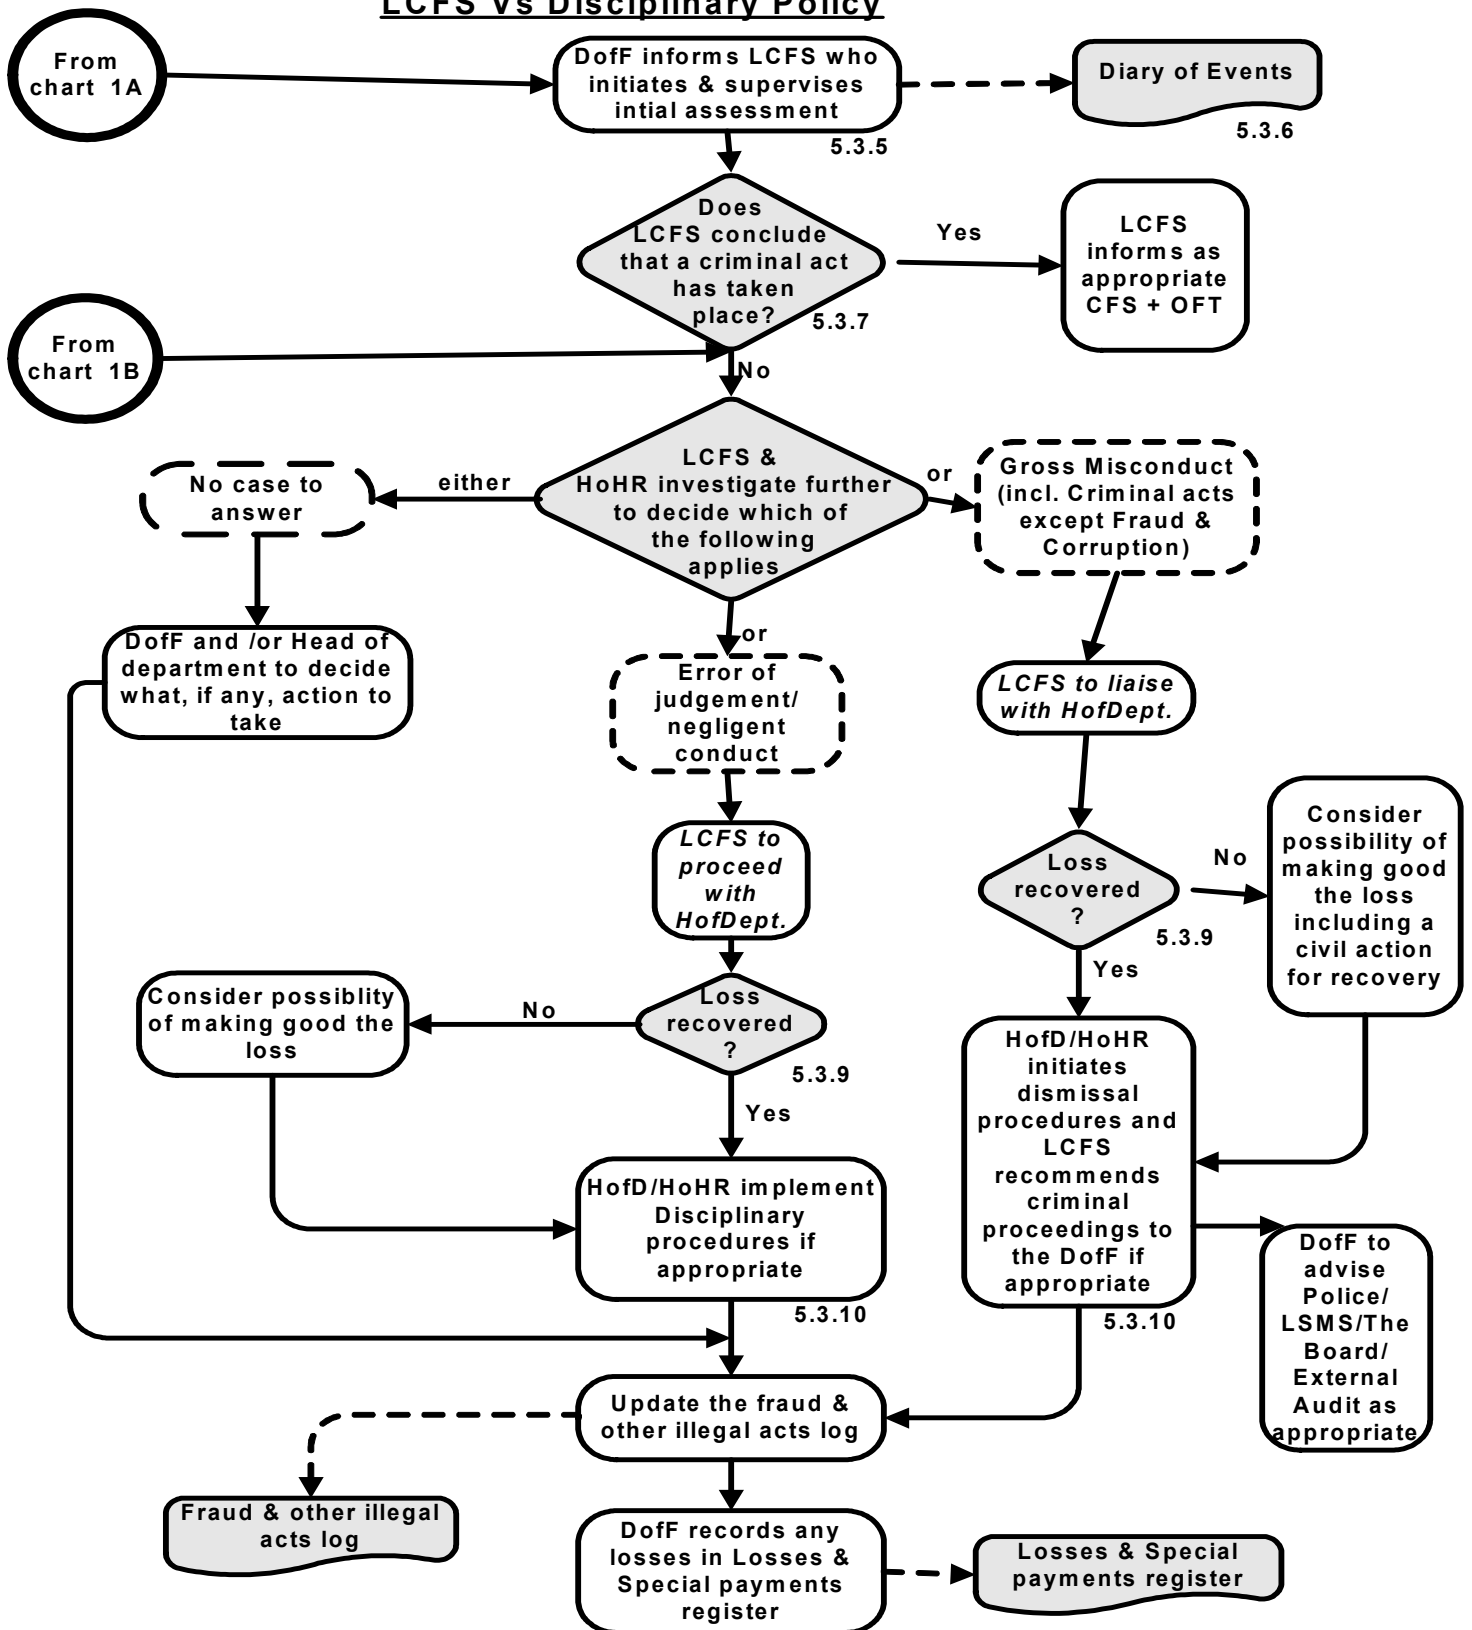 LCFS Vs Disciplinary Policy
From
chart 1A
DofF informs LCFS who
initiates & supervises
intial assessment
5.3.5
Diary of Events
5.3.6
Does
LCFS conclude
that a criminal act
has taken
place?
5.3.7
Yes
LCFS
informs as
appropriate
CFS + OFT
From
chart 1B
No
LCFS &
HoHR investigate further
to decide which of
the following
applies
either
No case to
answer
or
Gross Misconduct
(incl. Criminal acts
except Fraud &
Corruption)
DofF and /or Head of
department to decide
what, if any, action to
take
or
Error of
judgement/
negligent
conduct
LCFS to liaise
with HofDept.
LCFS to
proceed
with
HofDept.
Loss
recovered
?
5.3.9
No
Consider
possibility of
making good
the loss
including a
civil action
for recovery
Yes
Consider possiblity
of making good the
loss
No
Loss
recovered
?
5.3.9
Yes
HofD/HoHR
initiates
dismissal
procedures and
LCFS
recommends
criminal
proceedings to
the DofF if
appropriate
5.3.10
HofD/HoHR implement
Disciplinary
procedures if
appropriate
5.3.10
DofF to
advise
Police/
LSMS/The
Board/
External
Audit as
appropriate
Update the fraud &
other illegal acts log
Fraud & other illegal
acts log
DofF records any
losses in Losses &
Special payments
register
Losses & Special
payments register